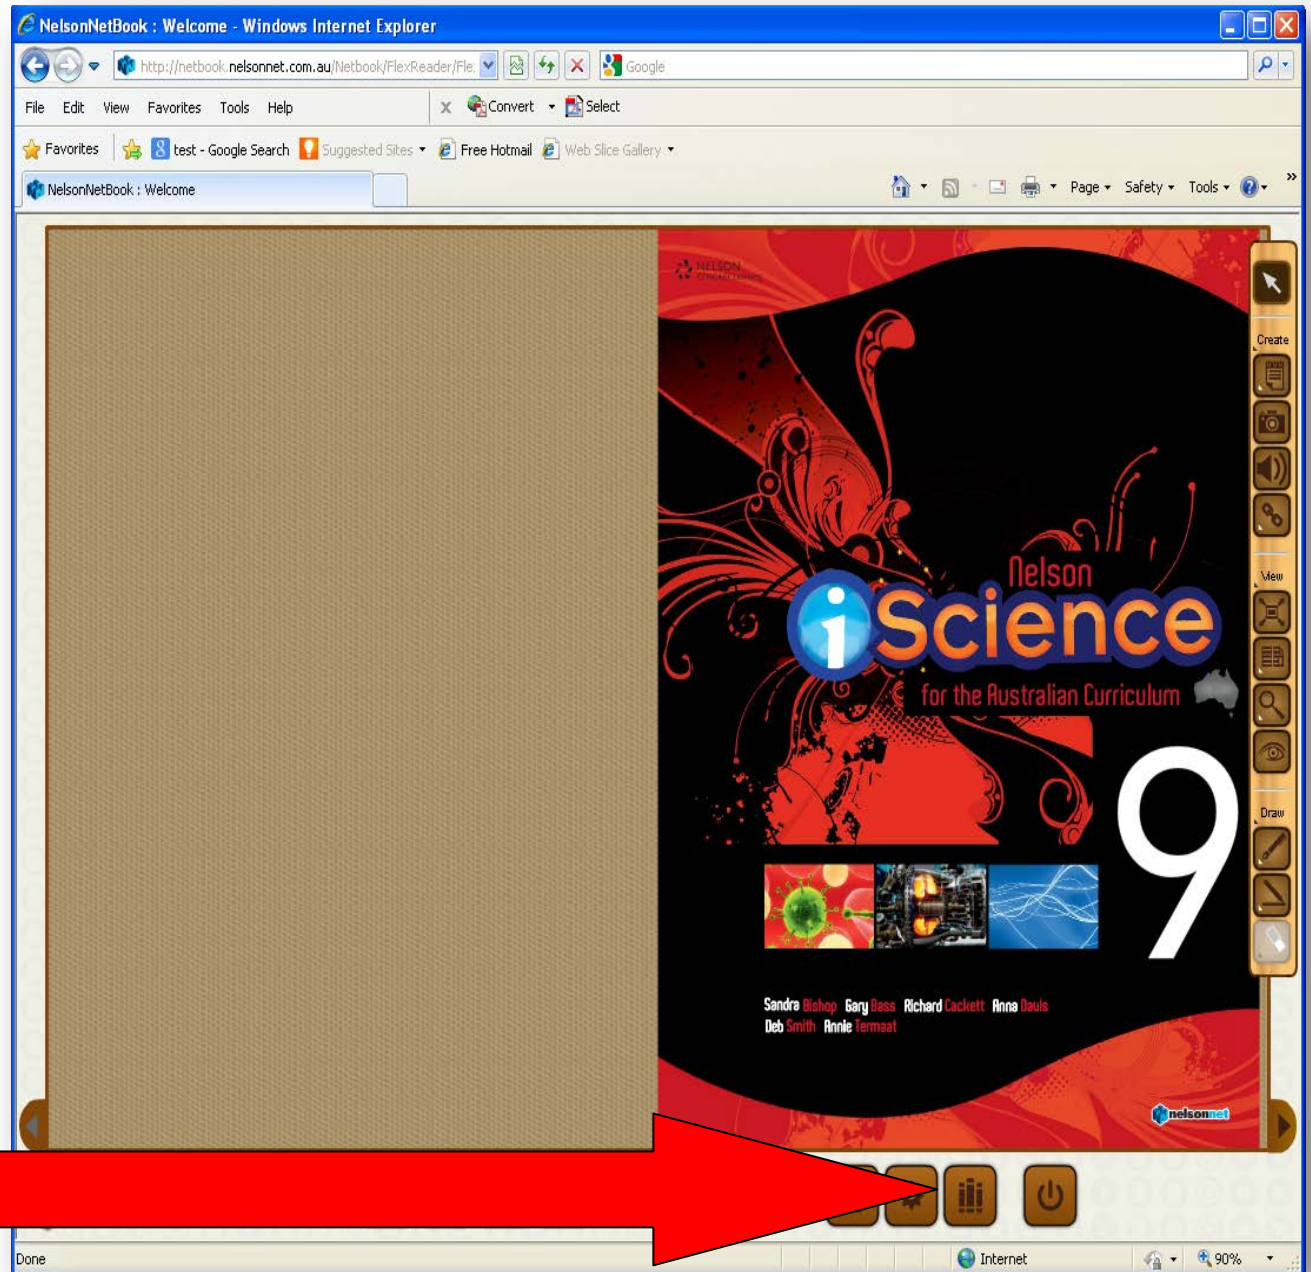 NelsonNetBook : Welcome - Windows Internet Explorer
http://netbook.nelsonnet.com.au/Netbook/FlexReader/Fle: Google
File Edit View Favorites Tools Help x Convert Select
Favorites test - Google Search Suggested Sites Free Hotmail Web Slice Gallery
NelsonNetBook : Welcome Page Safety Tools »
NELSON
Create
Nelson
iScience
for the Australian Curriculum
View
9
Draw
Sandra Bishop Gary Bass Richard Cackett Anna Davis
Deb Smith Annie Termaat
nelsonnet
Done Internet 90%